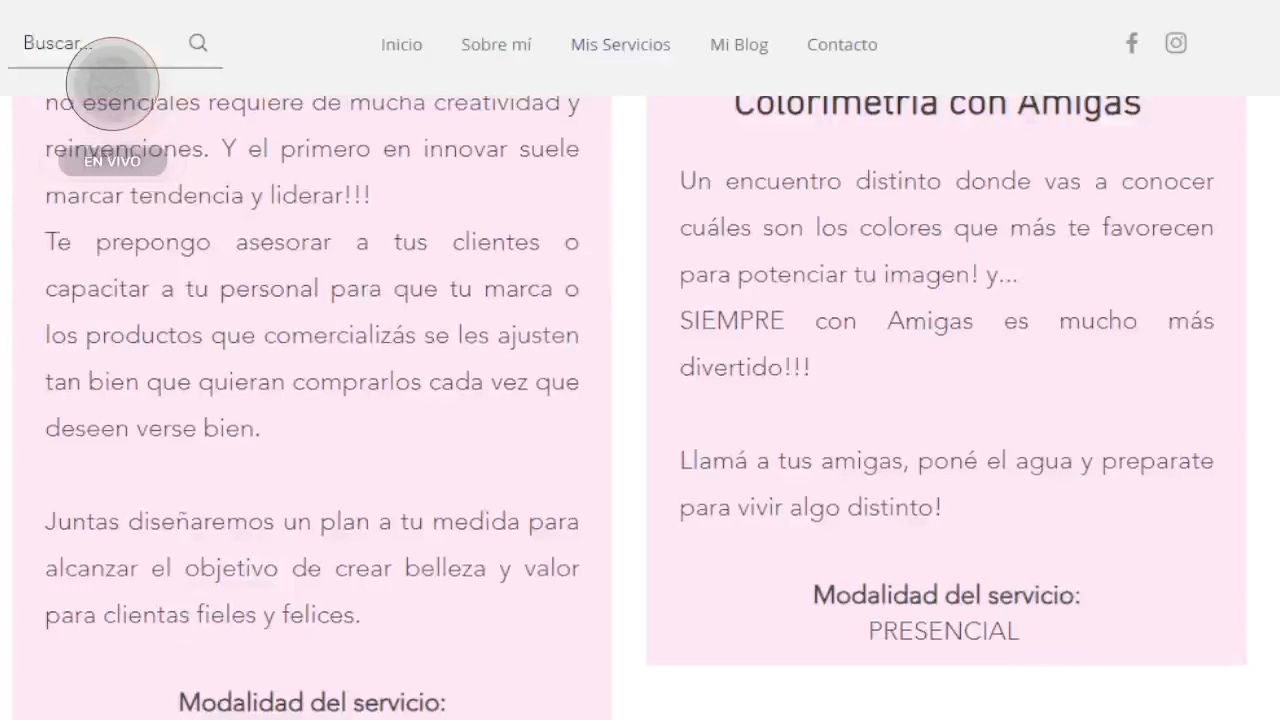 Buscar...
Inicio Sobre mí Mis Servicios Mi Blog Contacto
EN VIVO
no esenciales requiere de mucha creatividad y
reinvenciones. Y el primero en innovar suele
marcar tendencia y liderar!!!
Te prepongo asesorar a tus clientes o
capacitar a tu personal para que tu marca o
los productos que comercializás se les ajusten
tan bien que quieran comprarlos cada vez que
deseen verse bien.
Juntas diseñaremos un plan a tu medida para
alcanzar el objetivo de crear belleza y valor
para clientas fieles y felices.
Modalidad del servicio:
Colorimetría con Amigas
Un encuentro distinto donde vas a conocer
cuáles son los colores que más te favorecen
para potenciar tu imagen! y...
SIEMPRE con Amigas es mucho más
divertido!!!
Llamá a tus amigas, poné el agua y preparate
para vivir algo distinto!
Modalidad del servicio:
PRESENCIAL